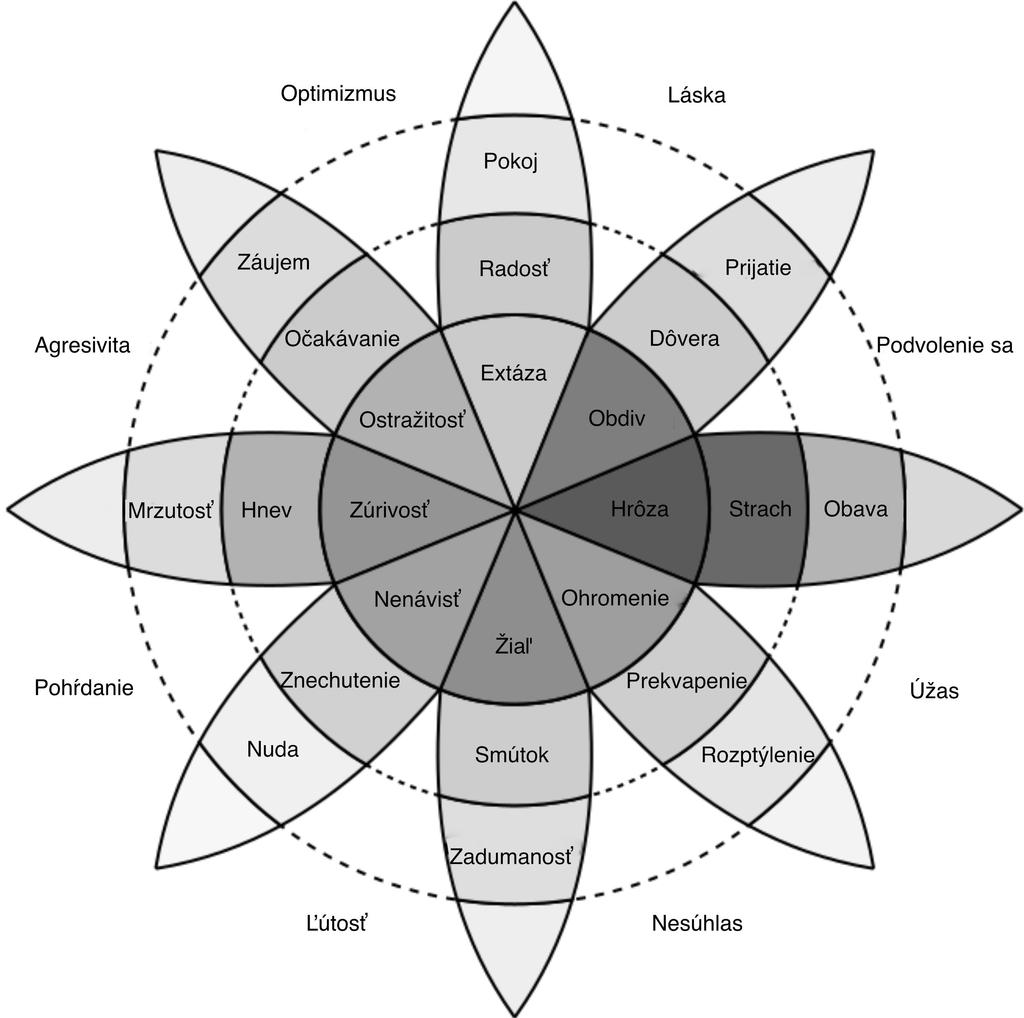 Optimizmus
Láska
Pokoj
Záujem
Radosť
Prijatie
Agresivita
Očakávanie
Dôvera
Podvolenie sa
Extáza
Ostražitosť
Obdiv
Mrzutosť
Hnev
Zúrivosť
Hrôza
Strach
Obava
Nenávisť
Ohromenie
Žiaľ
Pohŕdanie
Znechutenie
Prekvapenie
Úžas
Nuda
Smútok
Rozptýlenie
Zadumanosť
Ľútosť
Nesúhlas